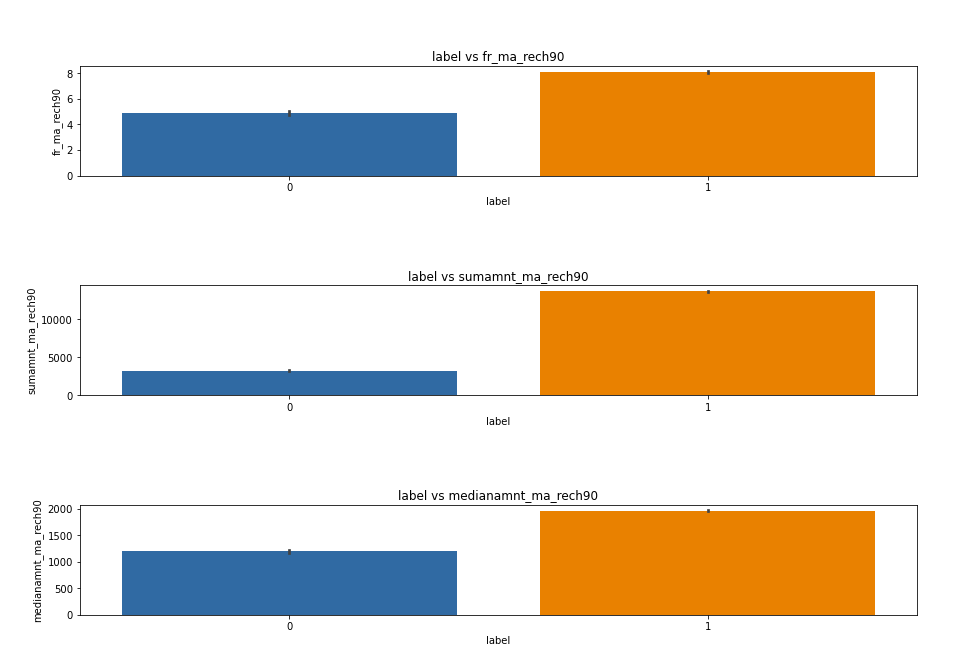 label vs fr_ma_rech90
fr_ma_rech90
8
6
4
2
0
0 1
label
label vs sumamnt_ma_rech90
sumamnt_ma_rech90
10000
5000
0
0 1
label
label vs medianamnt_ma_rech90
medianamnt_ma_rech90
2000
1500
1000
500
0
0 1
label